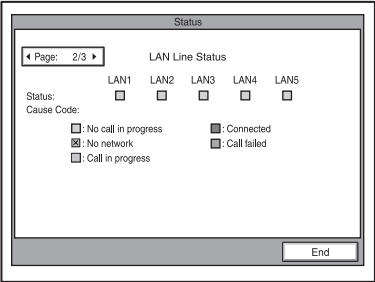 Status
Page: 2/3
LAN Line Status
LAN1 LAN2 LAN3 LAN4 LAN5
Status:
Cause Code:
: No call in progress : Connected
: No network : Call failed
: Call in progress
End